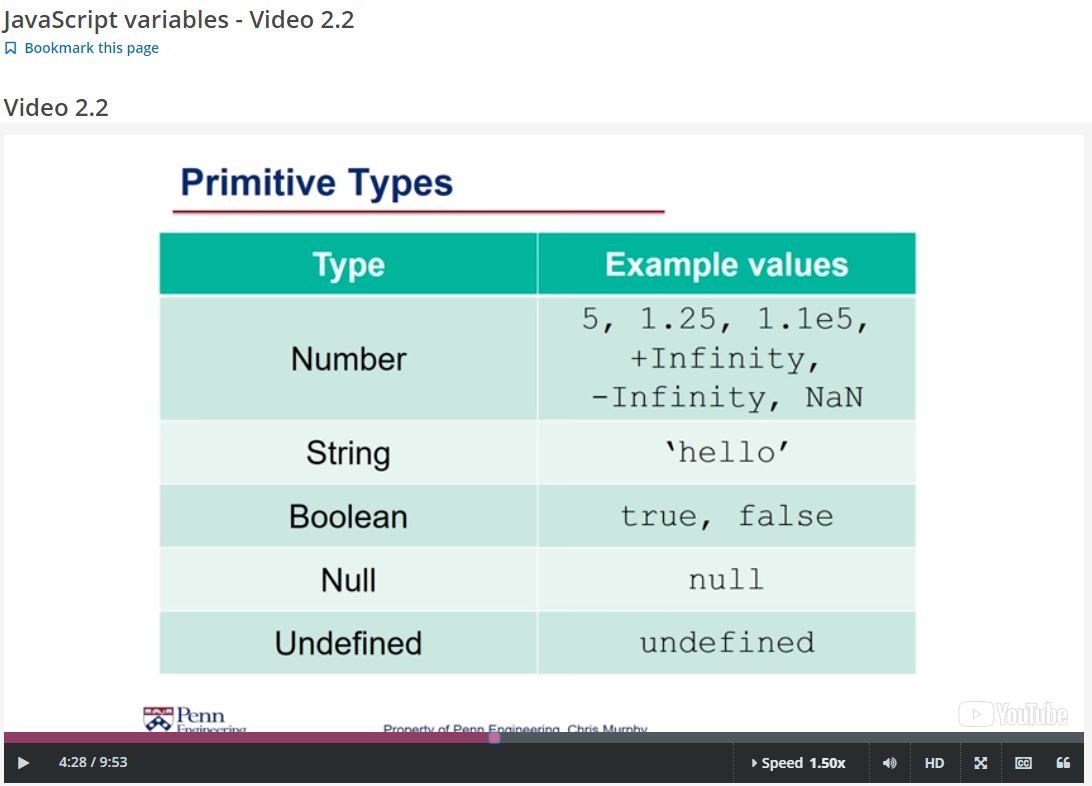 JavaScript variables - Video 2.2
Bookmark this page
Video 2.2
Primitive Types
Type Example values
Number 5, 1.25, 1.1e5,
+Infinity,
-Infinity, NaN
String ‘hello’
Boolean true, false
Null null
Undefined undefined
Penn
Engineering
Property of Penn Engineering, Chris Murphy
YouTube
4:28 / 9:53 Speed 1.50x HD CC